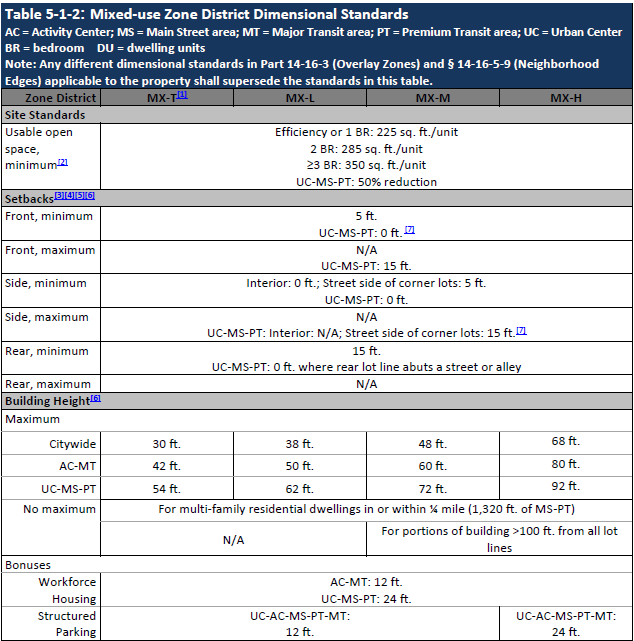 Table 5-1-2: Mixed-use Zone District Dimensional Standards
AC = Activity Center; MS = Main Street area; MT = Major Transit area; PT = Premium Transit area; UC = Urban Center
BR = bedroom DU = dwelling units
Note: Any different dimensional standards in Part 14-16-3 (Overlay Zones) and § 14-16-5-9 (Neighborhood
Edges) applicable to the property shall supersede the standards in this table.
Zone District MX-T[1] MX-L MX-M MX-H
Site Standards
Usable open
space,
minimum[2]
Efficiency or 1 BR: 225 sq. ft./unit
2 BR: 285 sq. ft./unit
≥3 BR: 350 sq. ft./unit
UC-MS-PT: 50% reduction
Setbacks[3][4][5][6]
Front, minimum 5 ft.
UC-MS-PT: 0 ft. [7]
Front, maximum N/A
UC-MS-PT: 15 ft.
Side, minimum Interior: 0 ft.; Street side of corner lots: 5 ft.
UC-MS-PT: 0 ft.
Side, maximum N/A
UC-MS-PT: Interior: N/A; Street side of corner lots: 15 ft.[7]
Rear, minimum 15 ft.
UC-MS-PT: 0 ft. where rear lot line abuts a street or alley
Rear, maximum N/A
Building Height[6]
Maximum
Citywide 30 ft. 38 ft. 48 ft. 68 ft.
AC-MT 42 ft. 50 ft. 60 ft. 80 ft.
UC-MS-PT 54 ft. 62 ft. 72 ft. 92 ft.
No maximum For multi-family residential dwellings in or within ¼ mile (1,320 ft. of MS-PT)
N/A
For portions of building >100 ft. from all lot
lines
Bonuses
Workforce
Housing
AC-MT: 12 ft.
UC-MS-PT: 24 ft.
Structured
Parking
UC-AC-MS-PT-MT:
12 ft.
UC-AC-MS-PT-MT:
24 ft.